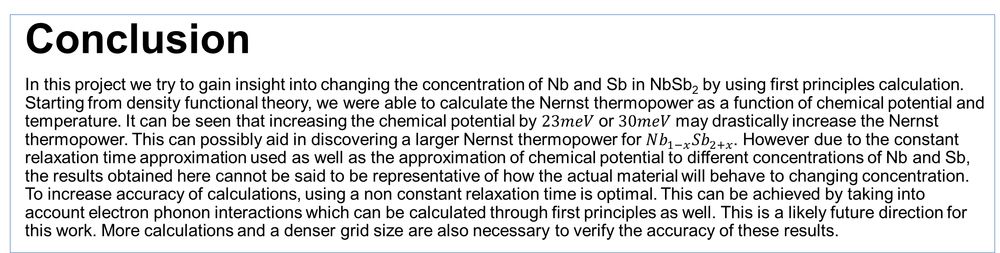 Conclusion
In this project we try to gain insight into changing the concentration of Nb and Sb in NbSb₂ by using first principles calculation.
Starting from density functional theory, we were able to calculate the Nernst thermopower as a function of chemical potential and
temperature. It can be seen that increasing the chemical potential by 23meV or 30meV may drastically increase the Nernst
thermopower. This can possibly aid in discovering a larger Nernst thermopower for Nb₁₋ₓSb₂₊ₓ. However due to the constant
relaxation time approximation used as well as the approximation of chemical potential to different concentrations of Nb and Sb,
the results obtained here cannot be said to be representative of how the actual material will behave to changing concentration.
To increase accuracy of calculations, using a non constant relaxation time is optimal. This can be achieved by taking into
account electron phonon interactions which can be calculated through first principles as well. This is a likely future direction for
this work. More calculations and a denser grid size are also necessary to verify the accuracy of these results.